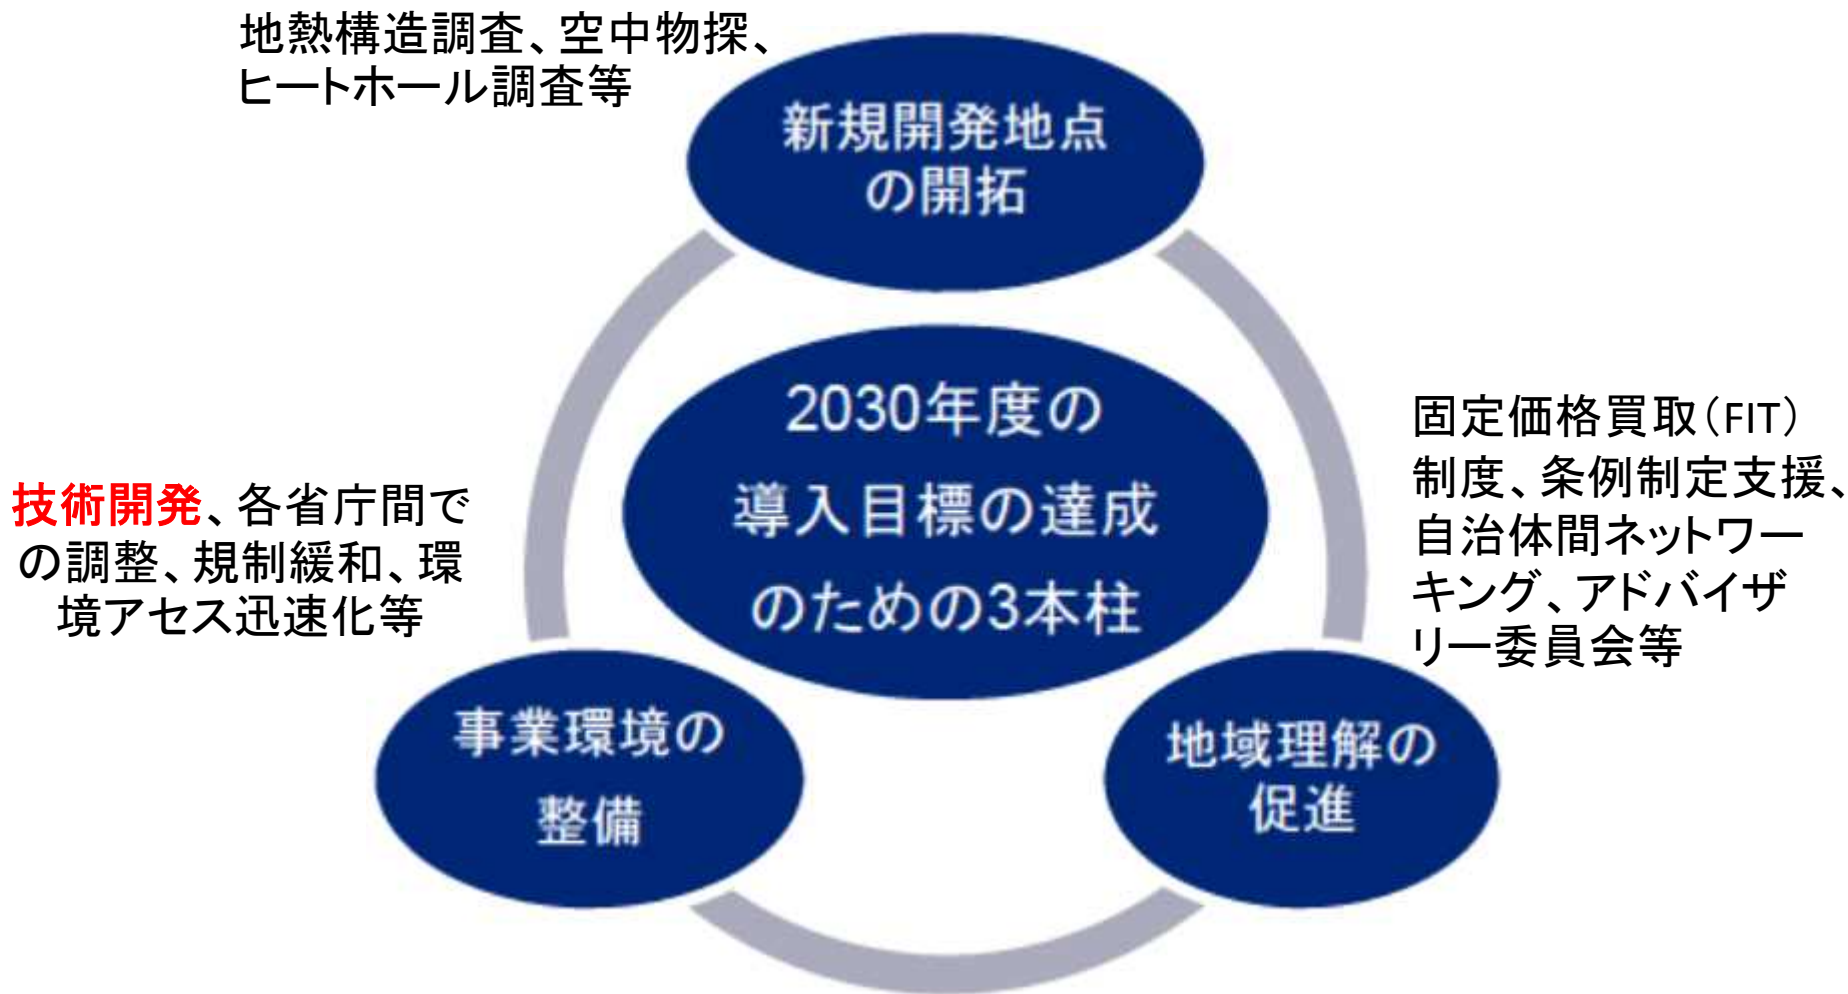 地熱構造調査、空中物探、
ヒートホール調査等
新規開発地点
の開拓
2030年度の
導入目標の達成
のための3本柱
固定価格買取(FIT)
制度、条例制定支援、
自治体間ネットワー
キング、アドバイザ
リー委員会等
技術開発、各省庁間で
の調整、規制緩和、環
境アセス迅速化等
事業環境の
整備
地域理解の
促進